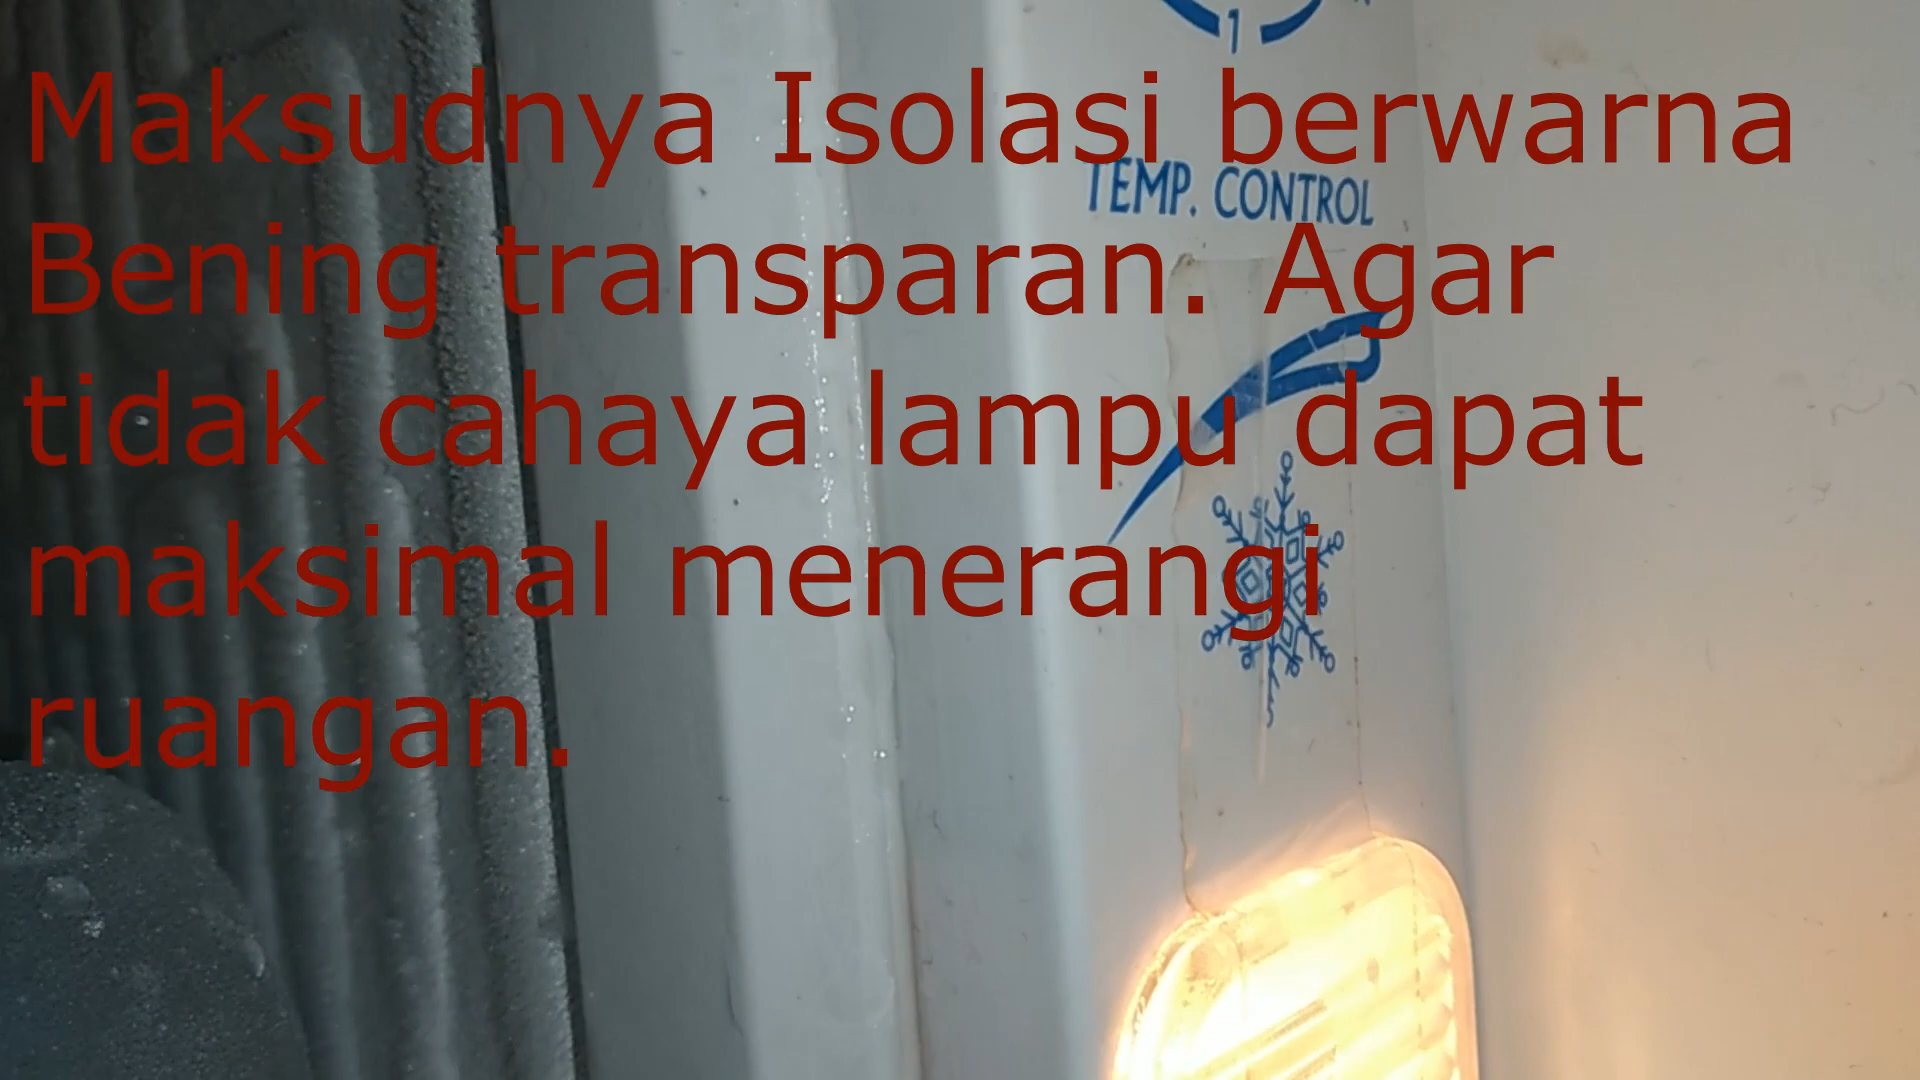 1
Maksudnya Isolasi berwarna
TEMP. CONTROL
Bening transparan. Agar
tidak cahaya lampu dapat
maksimal menerangi
ruangan.